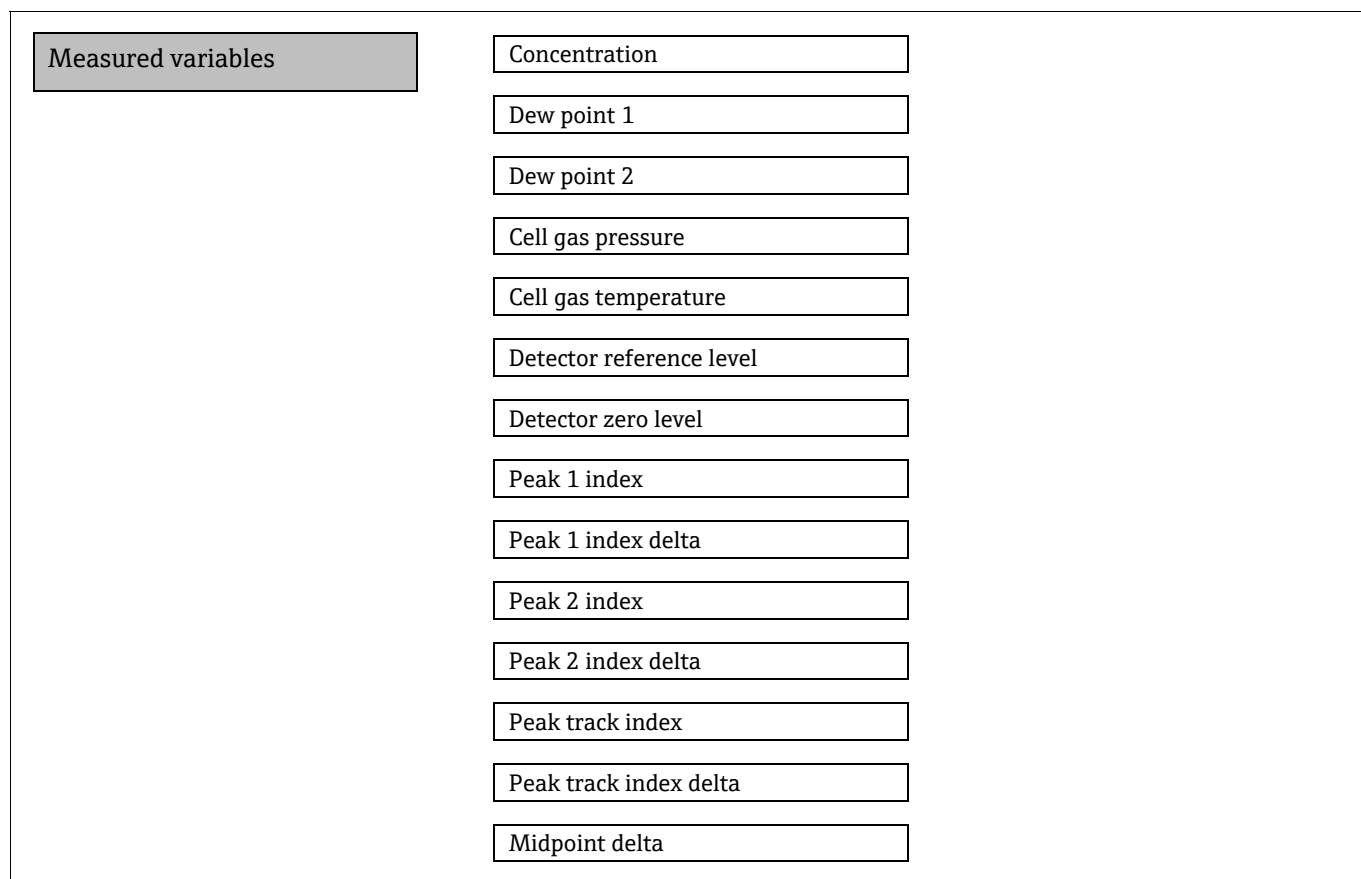 Measured variables
Concentration
Dew point 1
Dew point 2
Cell gas pressure
Cell gas temperature
Detector reference level
Detector zero level
Peak 1 index
Peak 1 index delta
Peak 2 index
Peak 2 index delta
Peak track index
Peak track index delta
Midpoint delta